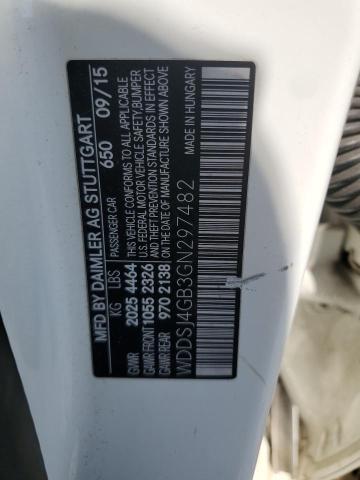 MFD BY DAIMLER AG STUTTGART
PASSENGER CAR 650 09/15
KG LBS THIS VEHICLE CONFORMS TO ALL APPLICABLE
GVWR 2025 4464 U.S. FEDERAL MOTOR VEHICLE SAFETY, BUMPER
GAWR FRONT 1055 2326 AND THEFT PREVENTION STANDARDS IN EFFECT
GAWR REAR 970 2138 ON THE DATE OF MANUFACTURE SHOWN ABOVE
MADE IN HUNGARY
WDDSJ4GB3GN297482